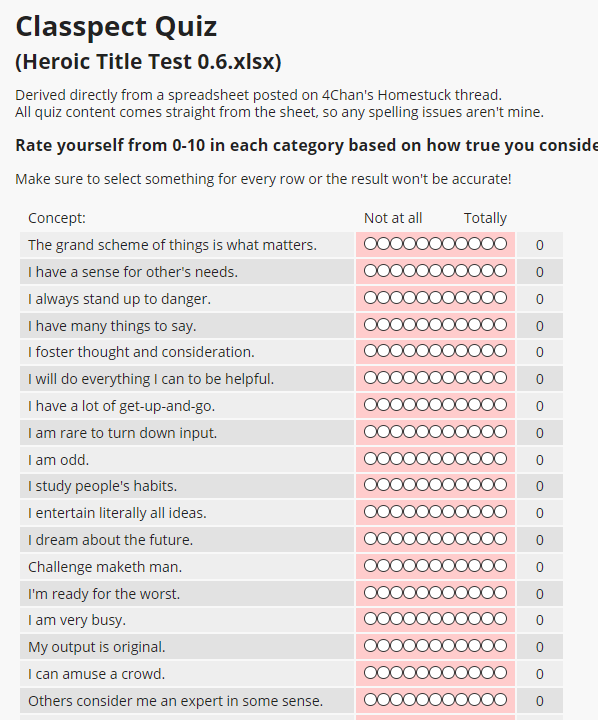 Classpect Quiz
(Heroic Title Test 0.6.xlsx)
Derived directly from a spreadsheet posted on 4Chan's Homestuck thread.
All quiz content comes straight from the sheet, so any spelling issues aren't mine.
Rate yourself from 0-10 in each category based on how true you conside
Make sure to select something for every row or the result won't be accurate!
Concept: Not at all Totally
The grand scheme of things is what matters. 0
I have a sense for other's needs. 0
I always stand up to danger. 0
I have many things to say. 0
I foster thought and consideration. 0
I will do everything I can to be helpful. 0
I have a lot of get-up-and-go. 0
I am rare to turn down input. 0
I am odd. 0
I study people's habits. 0
I entertain literally all ideas. 0
I dream about the future. 0
Challenge maketh man. 0
I'm ready for the worst. 0
I am very busy. 0
My output is original. 0
I can amuse a crowd. 0
Others consider me an expert in some sense. 0